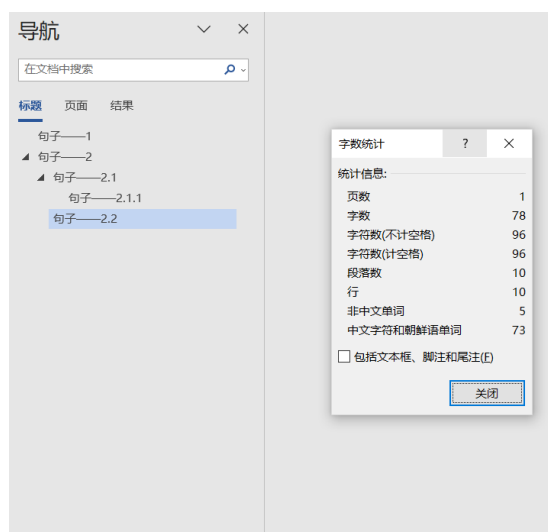 导航
在文档中搜索
标题 页面 结果
句子——1
句子——2
句子——2.1
句子——2.1.1
句子——2.2
字数统计 ?
统计信息:
页数 1
字数 78
字符数(不计空格) 96
字符数(计空格) 96
段落数 10
行 10
非中文单词 5
中文字符和朝鲜语单词 73
包括文本框、脚注和尾注(F)
关闭